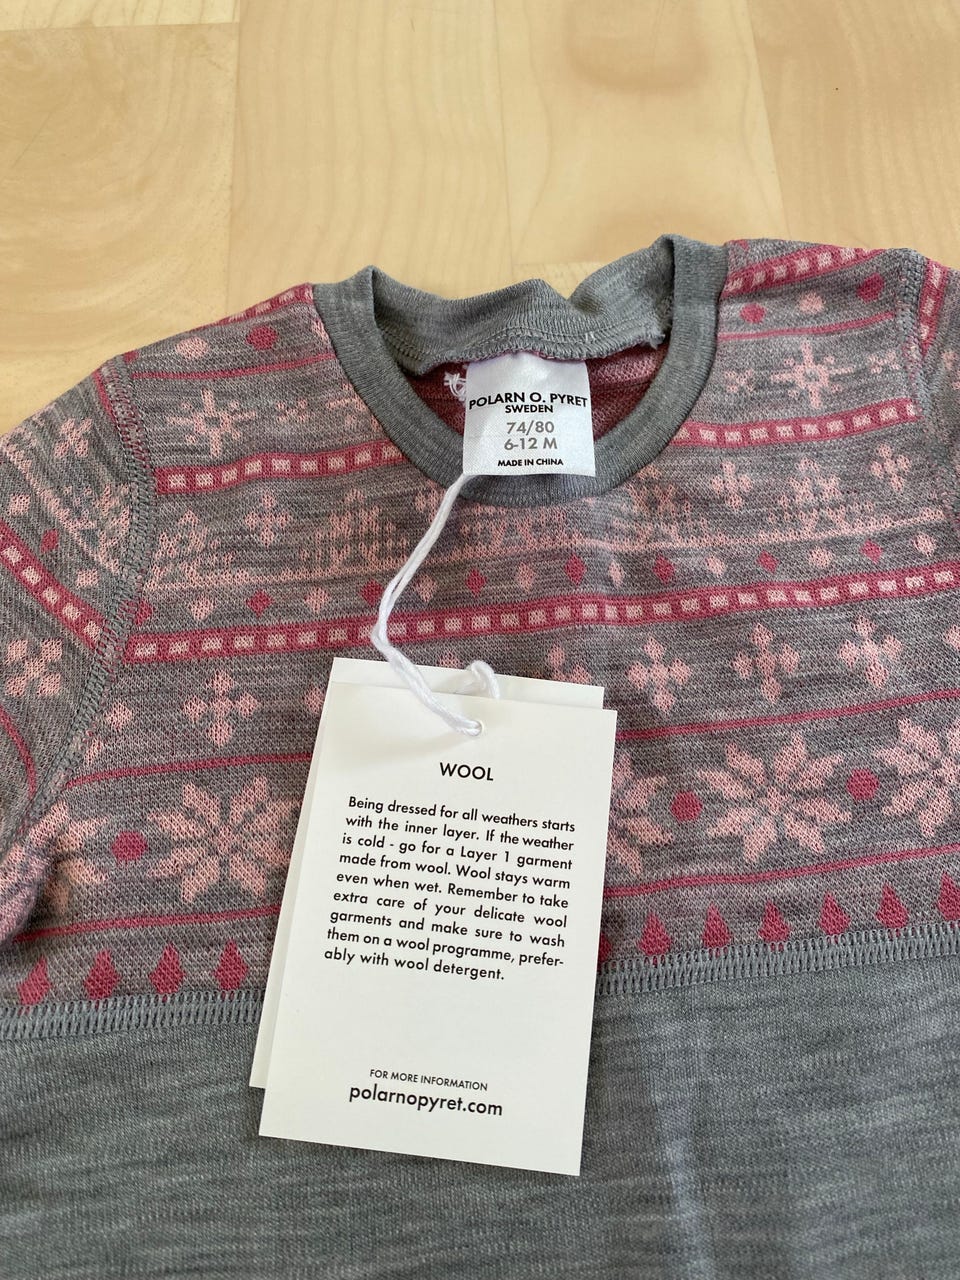 POLARN O. PYRET
SWEDEN
74/80
6-12 M
MADE IN CHINA
WOOL
Being dressed for all weathers starts
with the inner layer. If the weather
is cold - go for a Layer 1 garment
made from wool. Wool stays warm
even when wet. Remember to take
extra care of your delicate wool
garments and make sure to wash
them on a wool programme, prefer-
ably with wool detergent.
FOR MORE INFORMATION
polarnopyret.com